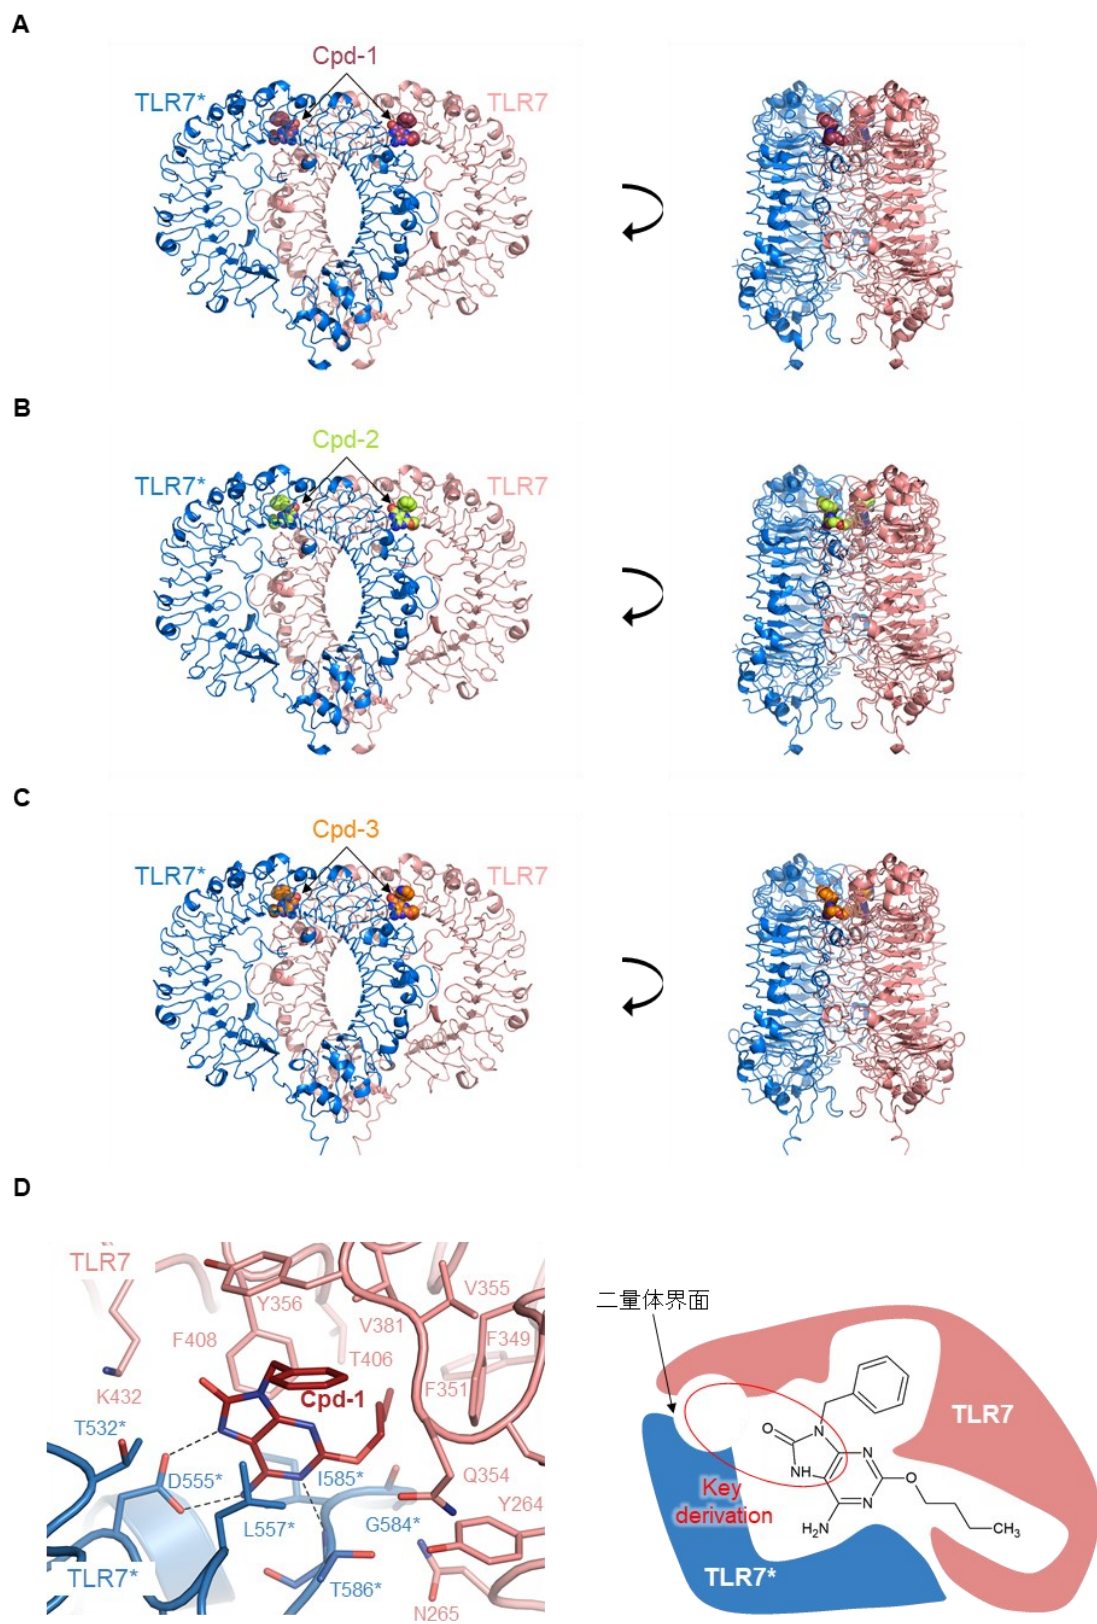 A
Cpd-1
TLR7*
TLR7
B
Cpd-2
TLR7*
TLR7
C
Cpd-3
TLR7*
TLR7
D
TLR7
Y356
V355
V381
F408
F349
T406
F351
K432
Cpd-1
T532*
D555*
I585*
Q354
L557*
G584*
Y264
TLR7*
T586*
N265
二量体界面
TLR7
O
N
N
NH
N
O
Key
derivation
H₂N
CH₃
TLR7*